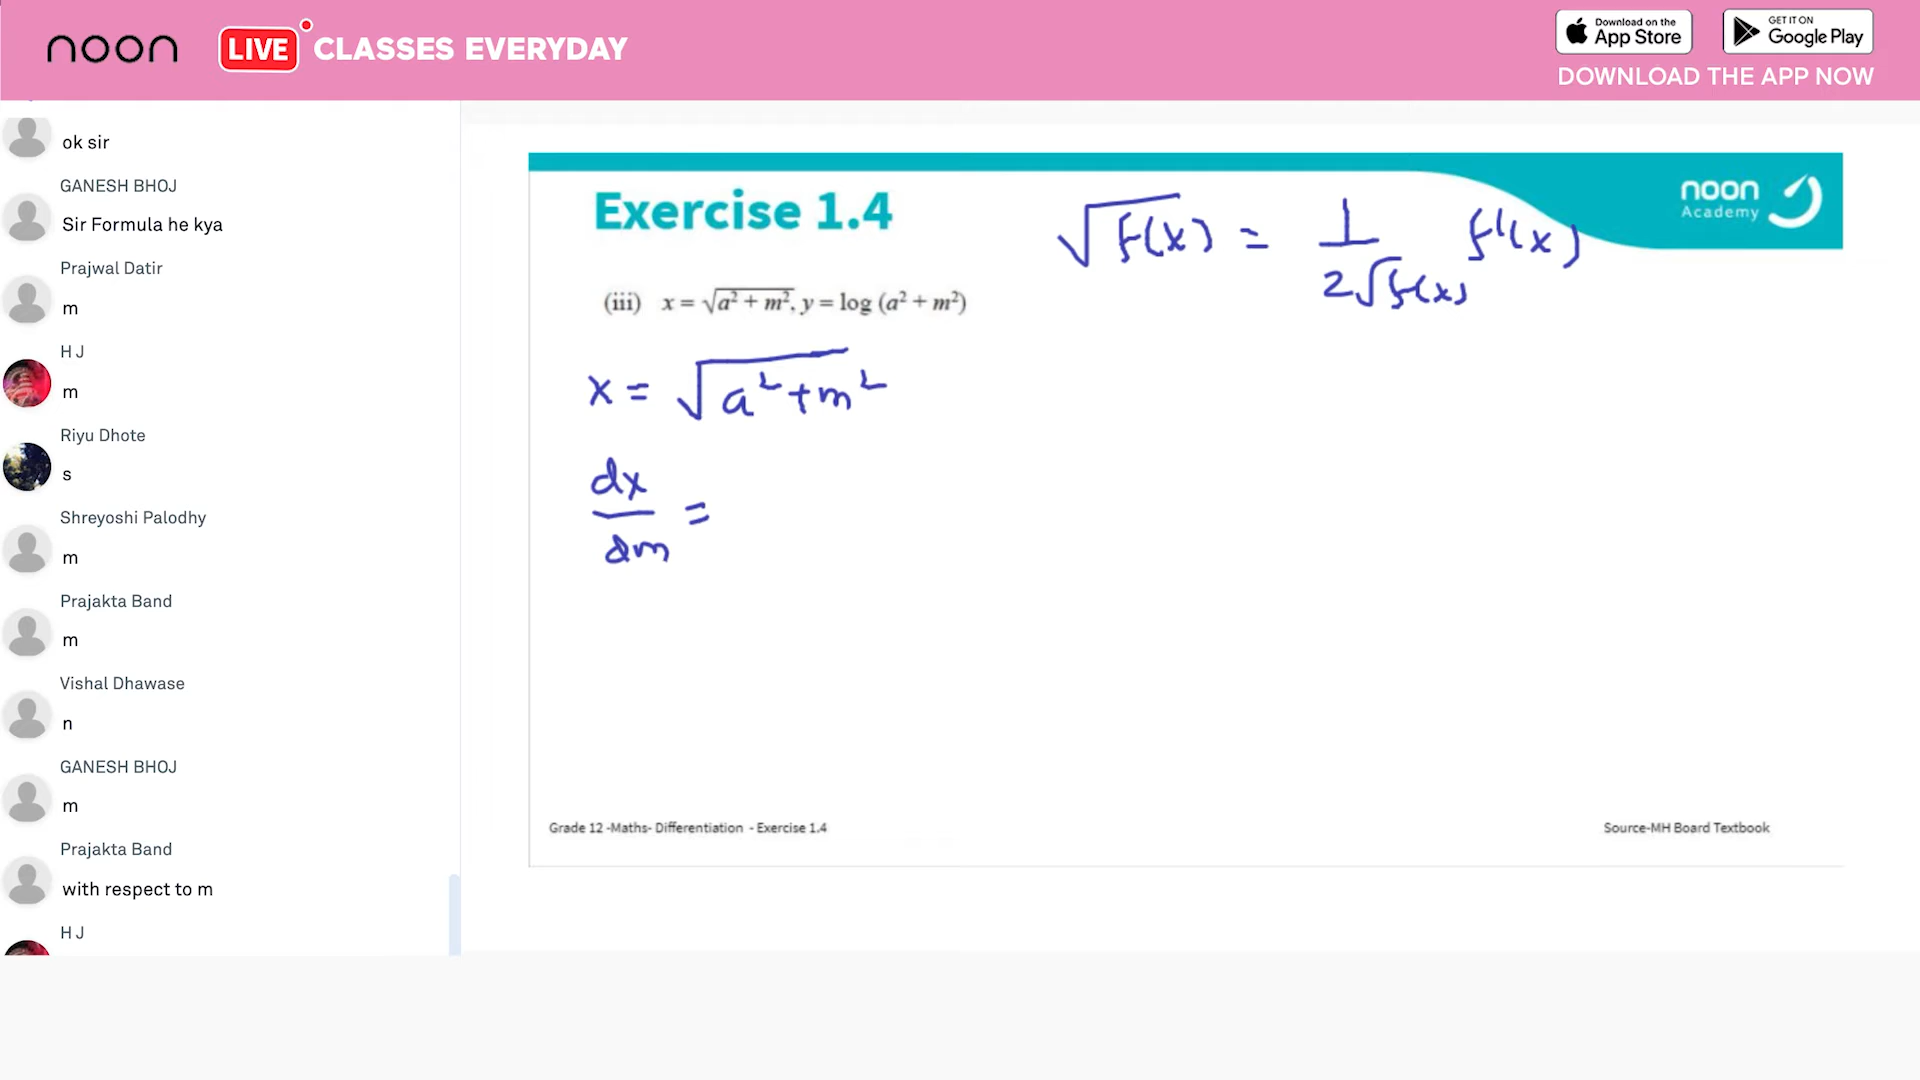 noon LIVE CLASSES EVERYDAY
Download on the App Store
GET IT ON Google Play
DOWNLOAD THE APP NOW
ok sir
GANESH BHOJ
Sir Formula he kya
Prajwal Datir
m
H J
m
Riyu Dhote
s
Shreyoshi Palodhy
m
Prajakta Band
m
Vishal Dhawase
n
GANESH BHOJ
m
Prajakta Band
with respect to m
H J
noon Academy
Exercise 1.4
√f(x) = 1/2√f(x) f'(x)
(iii) x = √a² + m², y = log (a² + m²)
x = √a²+m²
dx/dm =
Grade 12 -Maths- Differentiation - Exercise 1.4
Source-MH Board Textbook